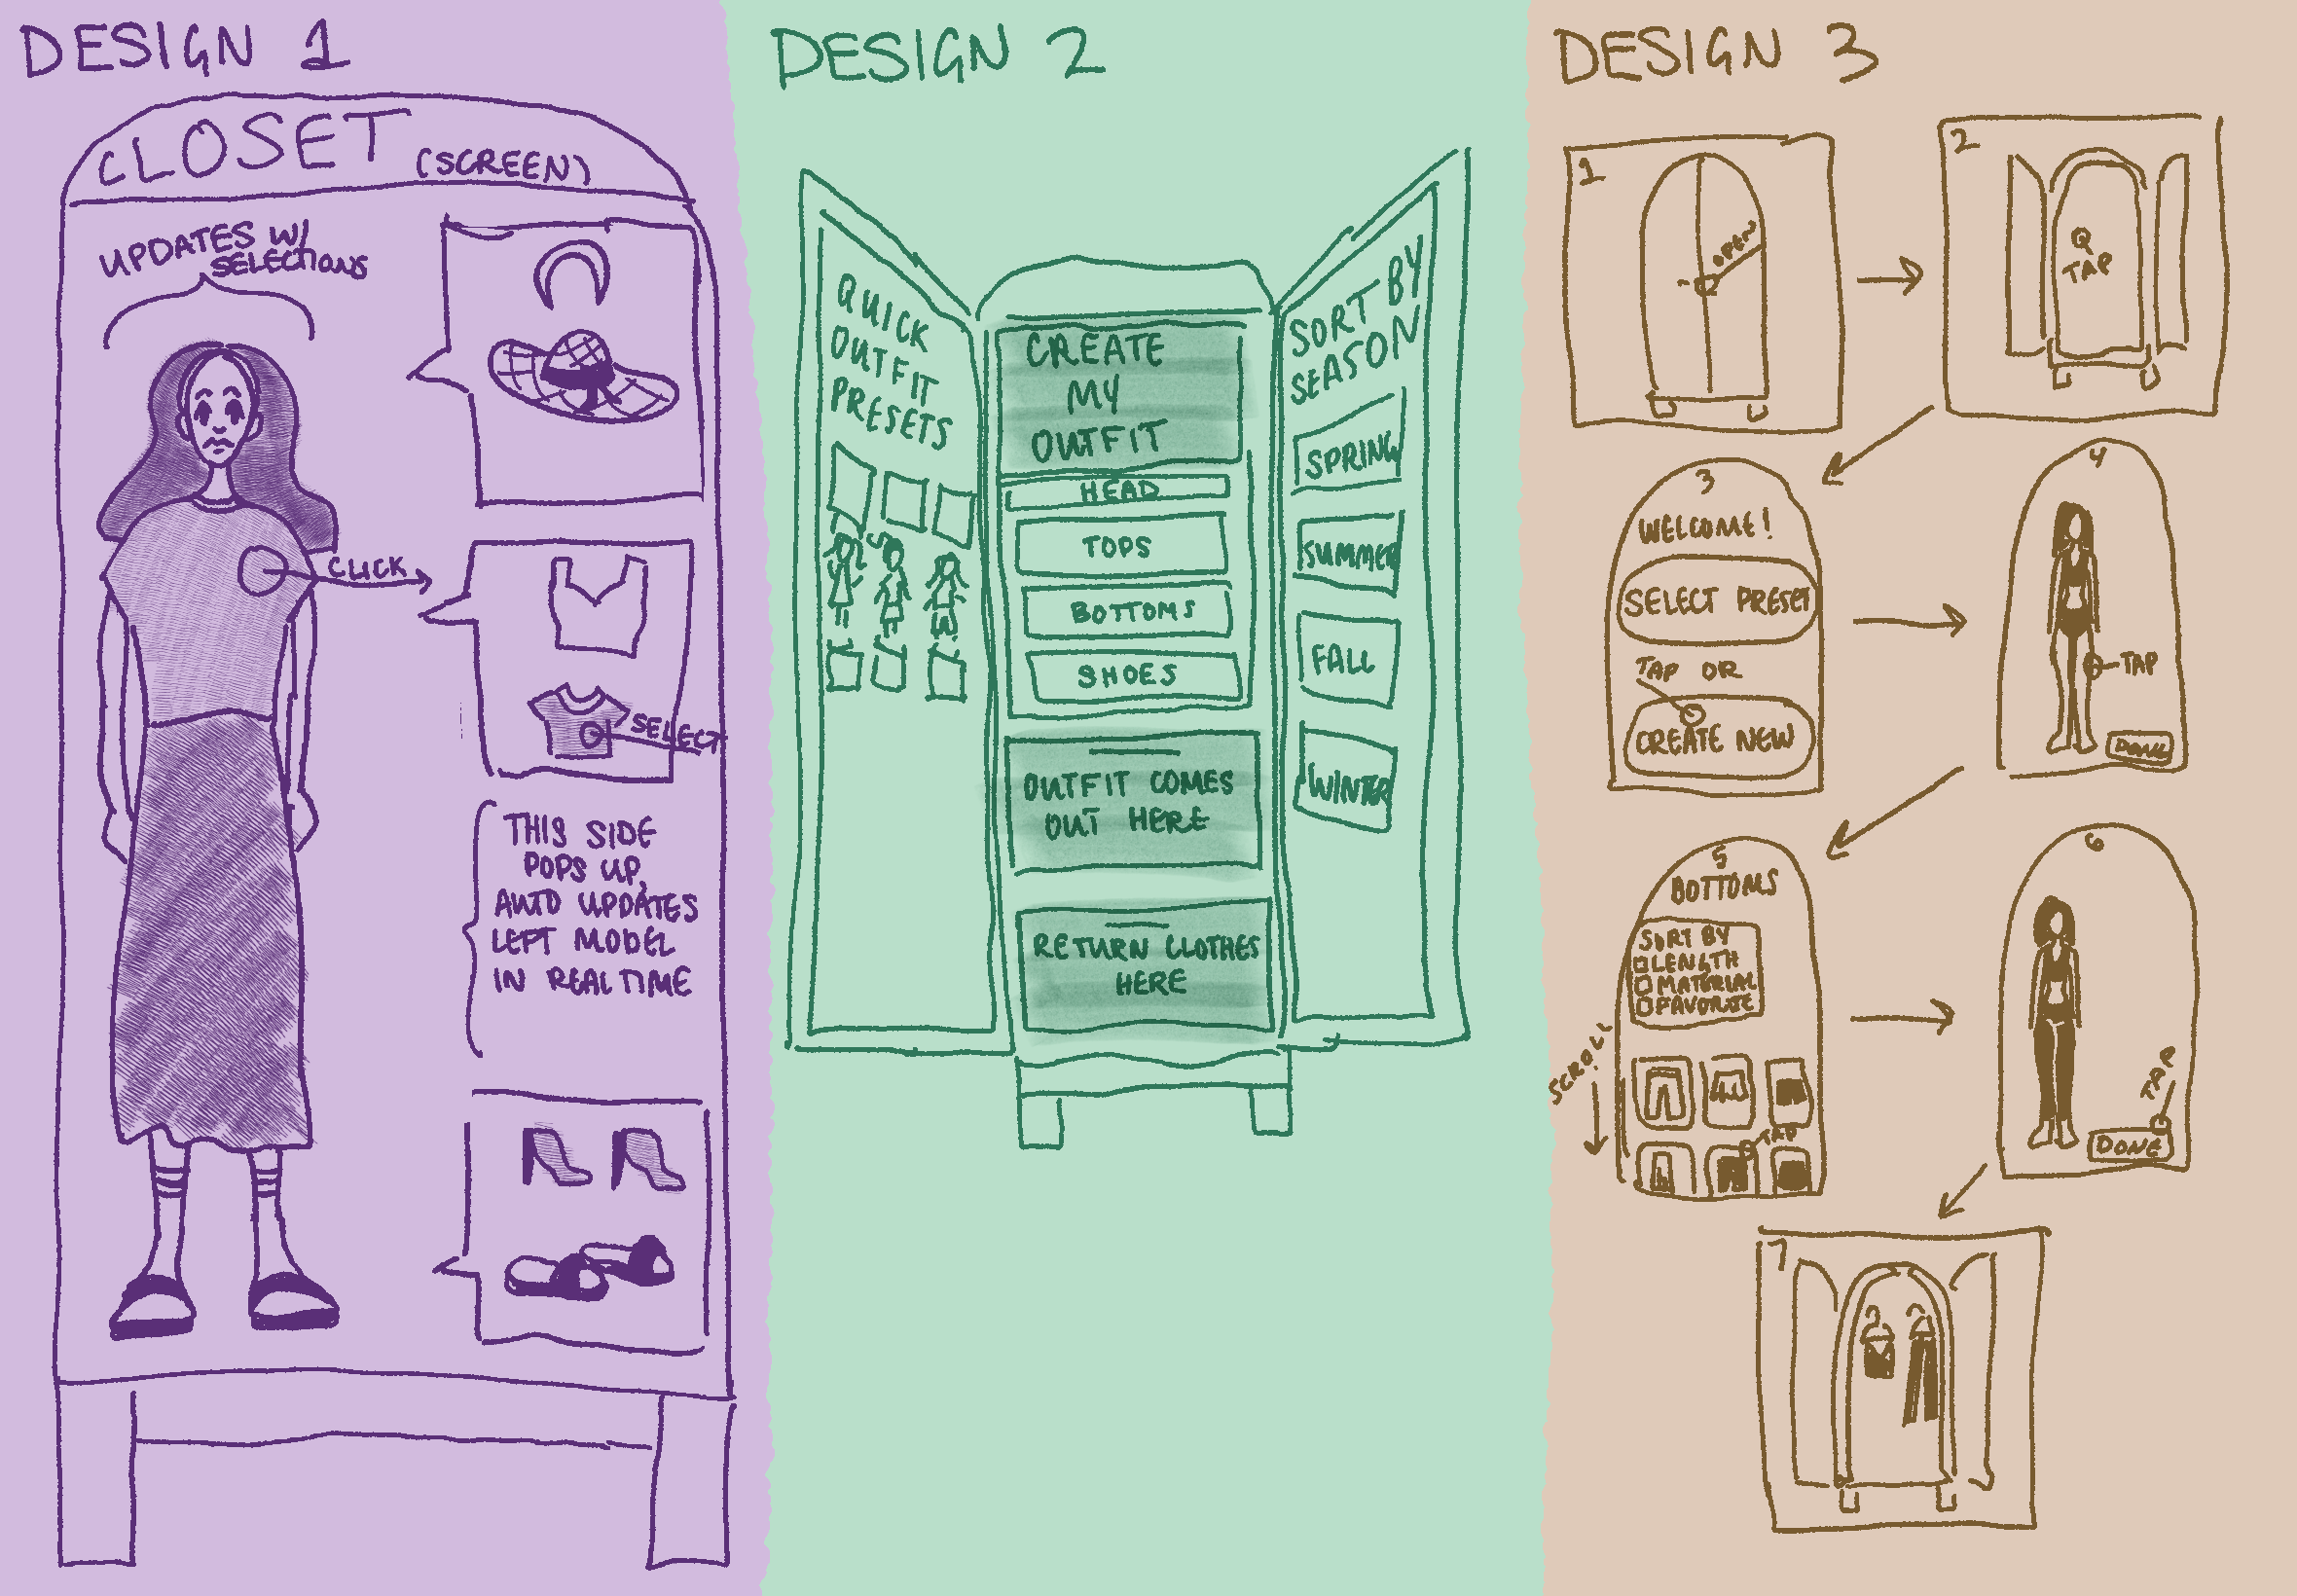 DESIGN 1
CLOSET (SCREEN)
UPDATES W/
SELECTIONS
CLICK
SELECT
THIS SIDE
POPS UP,
AUTO UPDATES
LEFT MODEL
IN REAL TIME
DESIGN 2
QUICK
OUTFIT
PRESETS
CREATE
MY
OUTFIT
HEAD
TOPS
BOTTOMS
SHOES
OUTFIT COMES
OUT HERE
RETURN CLOTHES
HERE
SORT BY
SEASON
SPRING
SUMMER
FALL
WINTER
DESIGN 3
1
OPEN
2
TAP
3
WELCOME!
SELECT PRESET
TAP OR
CREATE NEW
4
TAP
DONE
5
BOTTOMS
SORT BY
LENGTH
MATERIAL
FAVORITE
SCROLL
TAP
6
TAP
DONE
7